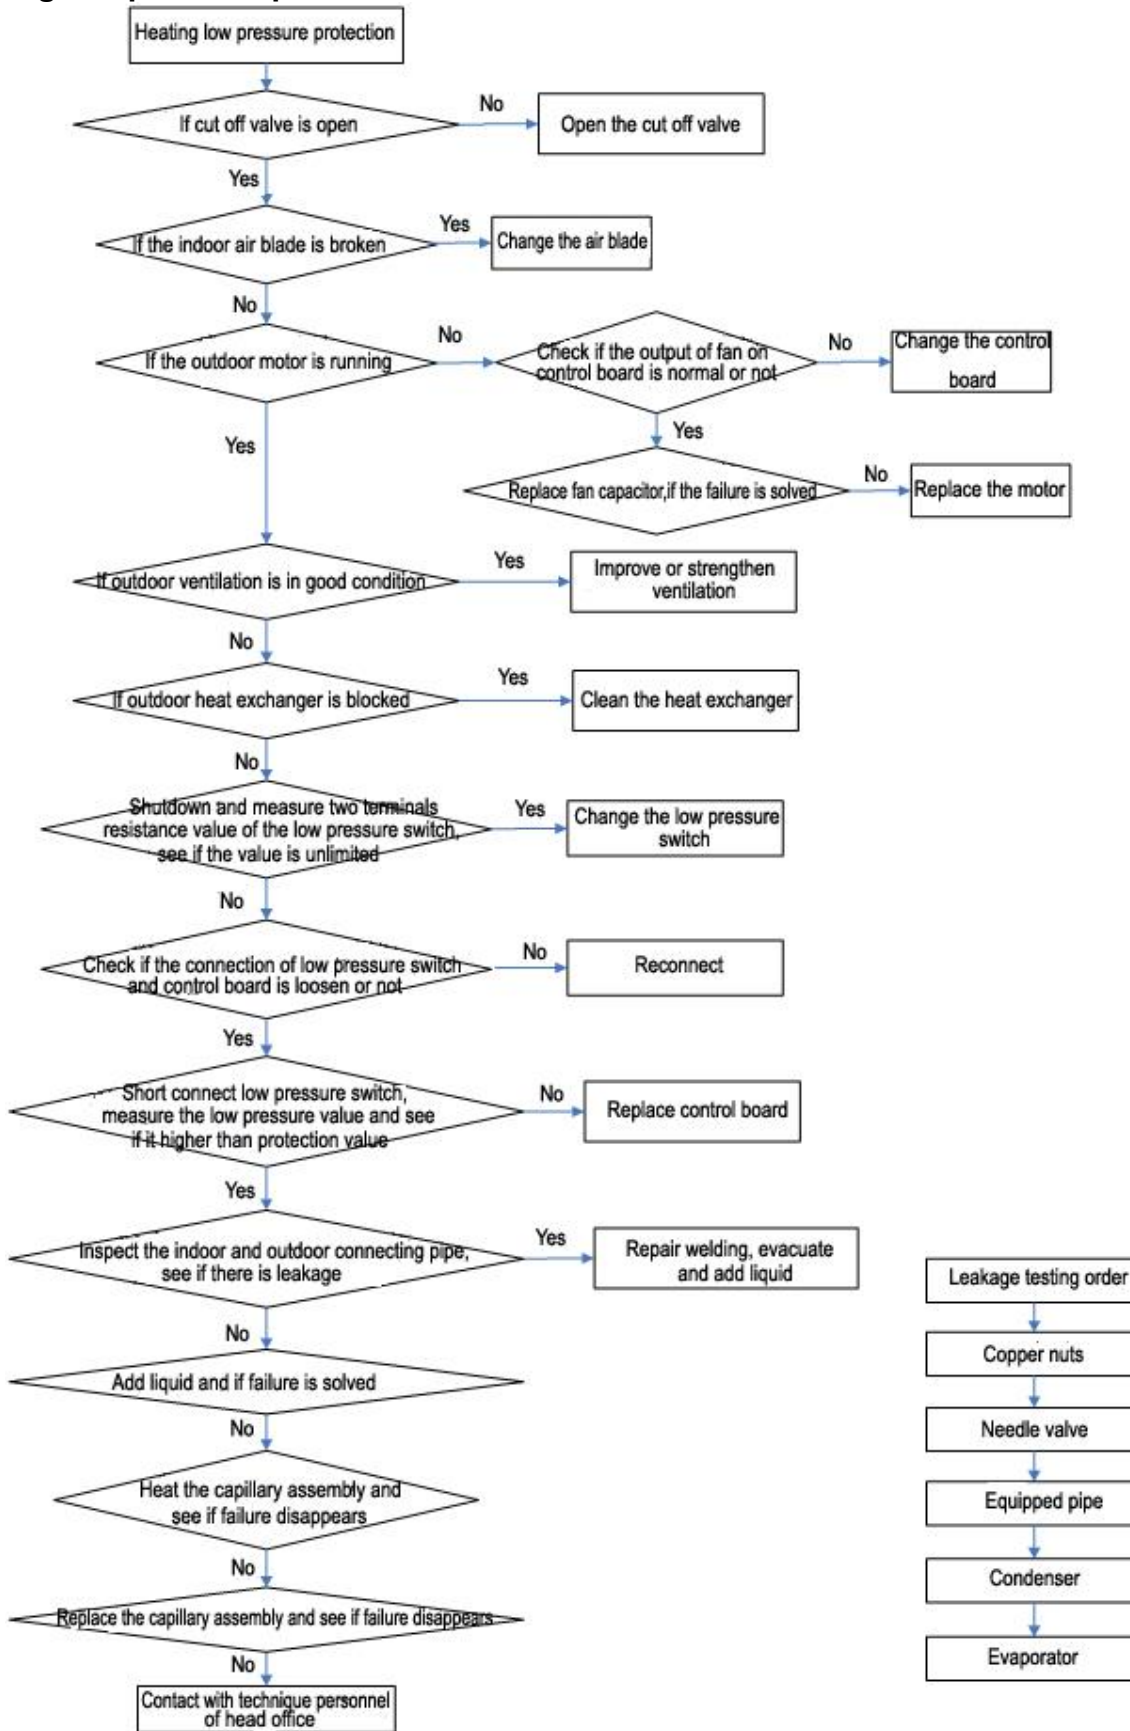 Heating low pressure protection
If cut off valve is open
No
Open the cut off valve
Yes
If the indoor air blade is broken
Yes
Change the air blade
No
If the outdoor motor is running
No
Check if the output of fan on
control board is normal or not
No
Change the control
board
Yes
Yes
Replace fan capacitor,if the failure is solved
No
Replace the motor
If outdoor ventilation is in good condition
Yes
Improve or strengthen
ventilation
No
If outdoor heat exchanger is blocked
Yes
Clean the heat exchanger
No
Shutdown and measure two terminals
resistance value of the low pressure switch,
see if the value is unlimited
Yes
Change the low pressure
switch
No
Check if the connection of low pressure switch
and control board is loosen or not
No
Reconnect
Yes
Short connect low pressure switch,
measure the low pressure value and see
if it higher than protection value
No
Replace control board
Yes
Inspect the indoor and outdoor connecting pipe,
see if there is leakage
Yes
Repair welding, evacuate
and add liquid
No
Add liquid and if failure is solved
No
Heat the capillary assembly and
see if failure disappears
No
Replace the capillary assembly and see if failure disappears
No
Contact with technique personnel
of head office
Leakage testing order
Copper nuts
Needle valve
Equipped pipe
Condenser
Evaporator